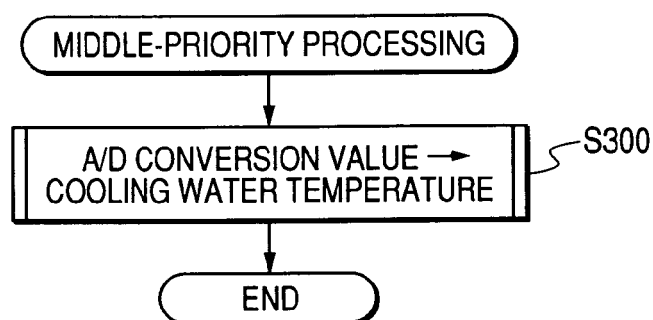 MIDDLE-PRIORITY PROCESSING
A/D CONVERSION VALUE →
COOLING WATER TEMPERATURE
S300
END